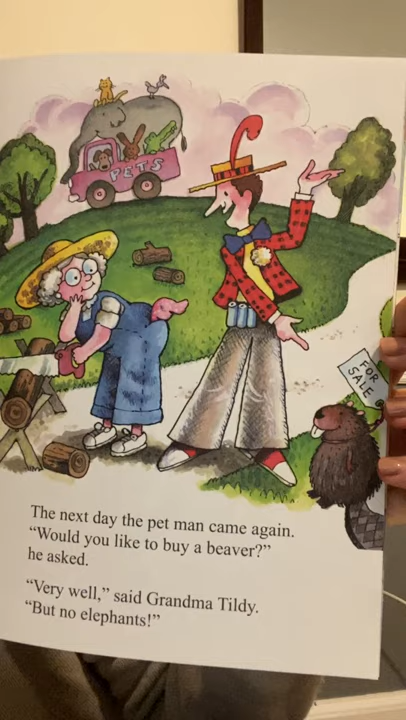 PETS
FOR
SALE
The next day the pet man came again.
“Would you like to buy a beaver?”
he asked.
“Very well,” said Grandma Tildy.
“But no elephants!”